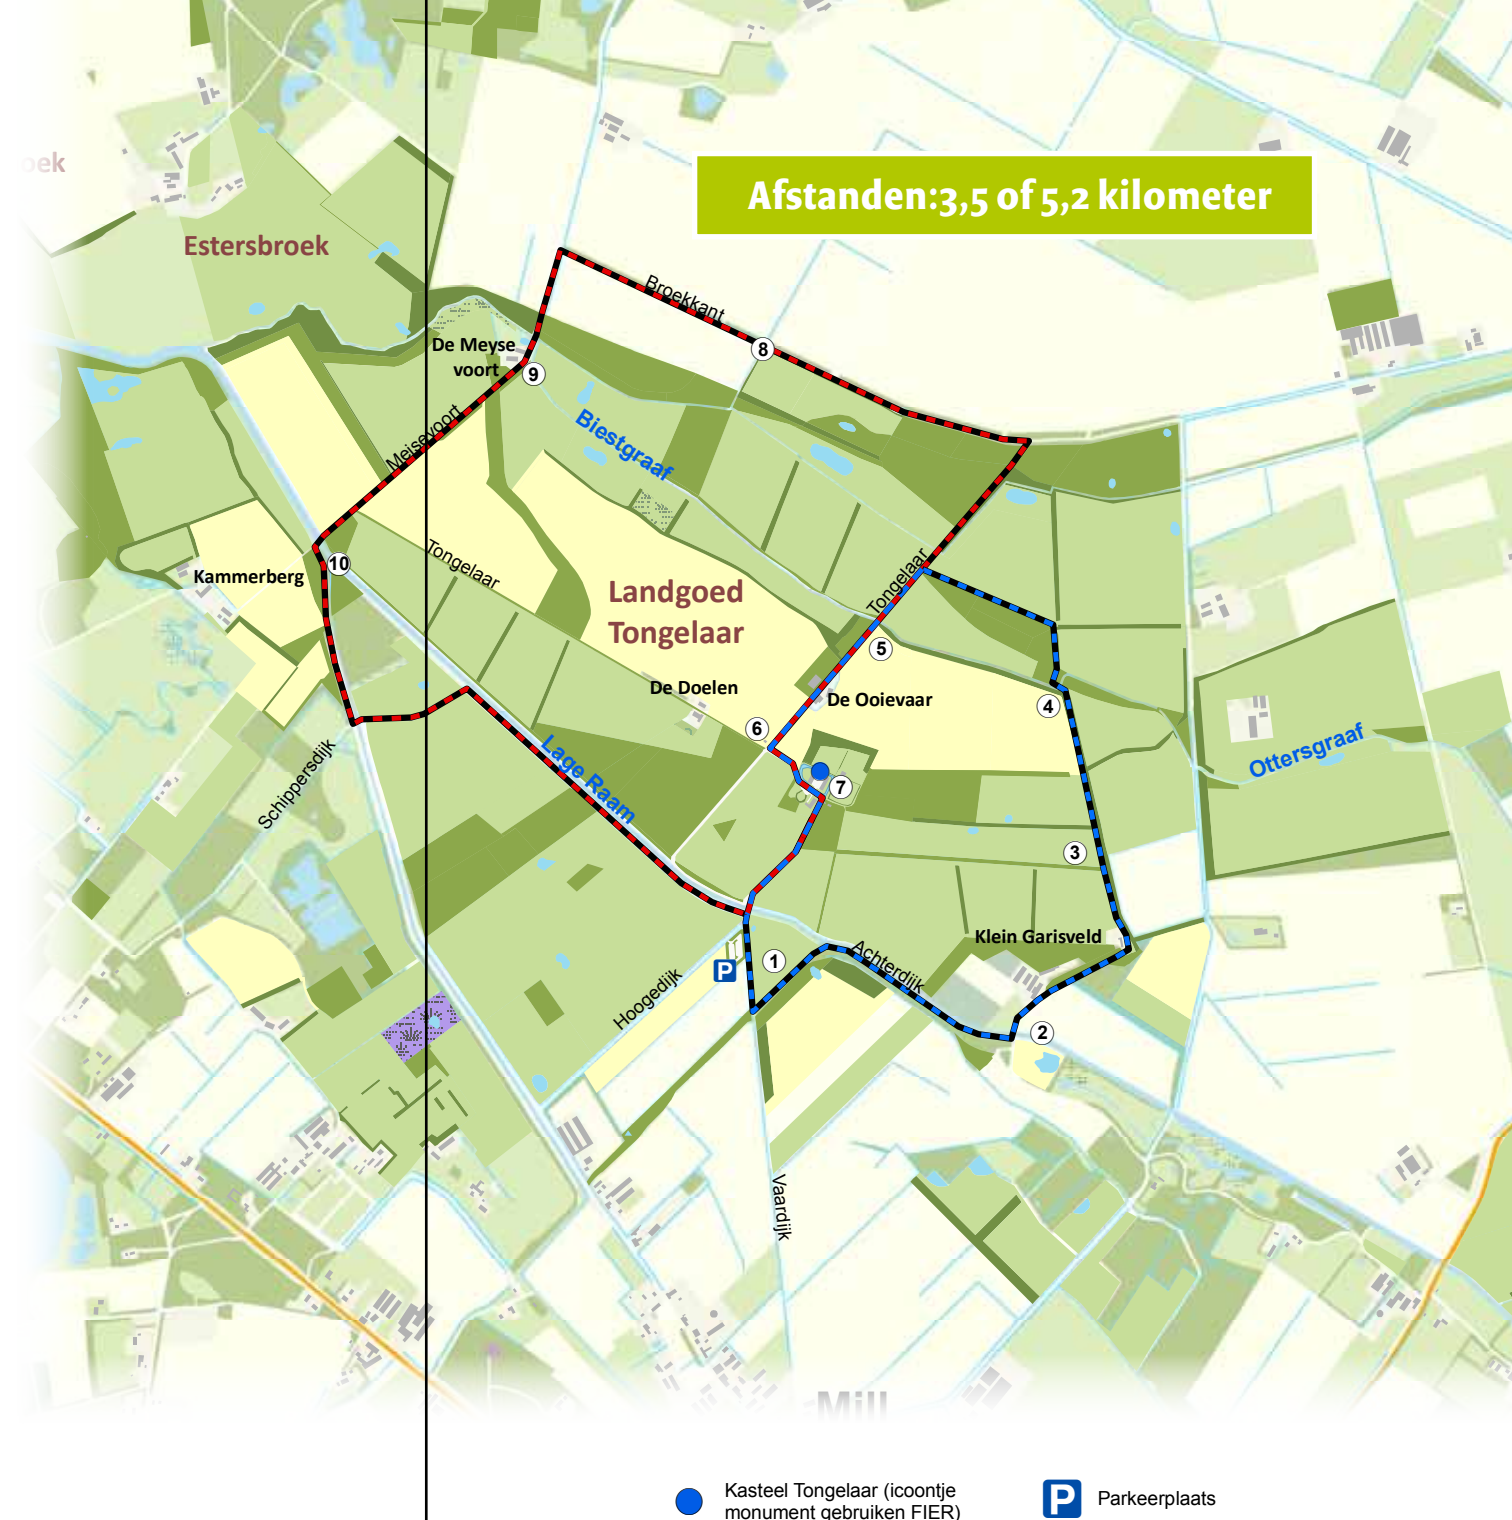 oek
Afstanden:3,5 of 5,2 kilometer
Estersbroek
Broekkant
8
De Meyse
voort
9
Biestgraaf
Meisevoort
10
Kammerberg
Tongelaar
Landgoed
Tongelaar
Tongelaar
5
De Doelen
De Ooievaar
4
6
Ottersgraaf
Lage Raam
7
Schippersdijk
3
Klein Garisveld
1
P
Achterdijk
Hoogedijk
2
Vaardijk
Mill
Kasteel Tongelaar (icoontje
monument gebruiken FIER)
P Parkeerplaats